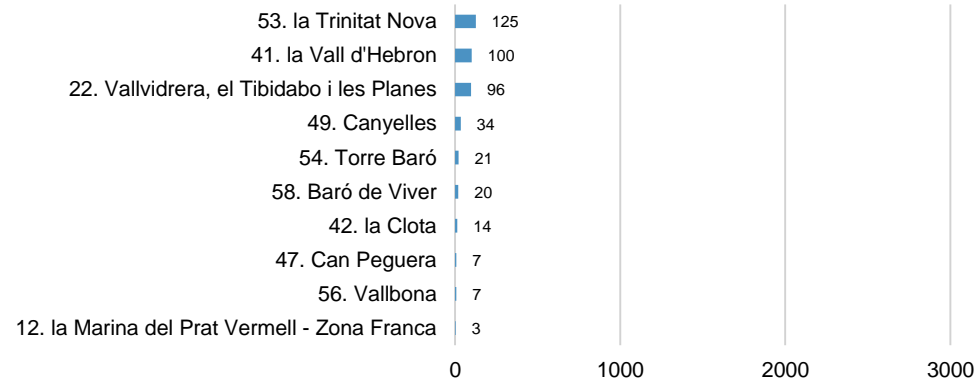 53. la Trinitat Nova 125
41. la Vall d'Hebron 100
22. Vallvidrera, el Tibidabo i les Planes 96
49. Canyelles 34
54. Torre Baró 21
58. Baró de Viver 20
42. la Clota 14
47. Can Peguera 7
56. Vallbona 7
12. la Marina del Prat Vermell - Zona Franca 3
0 1000 2000 3000